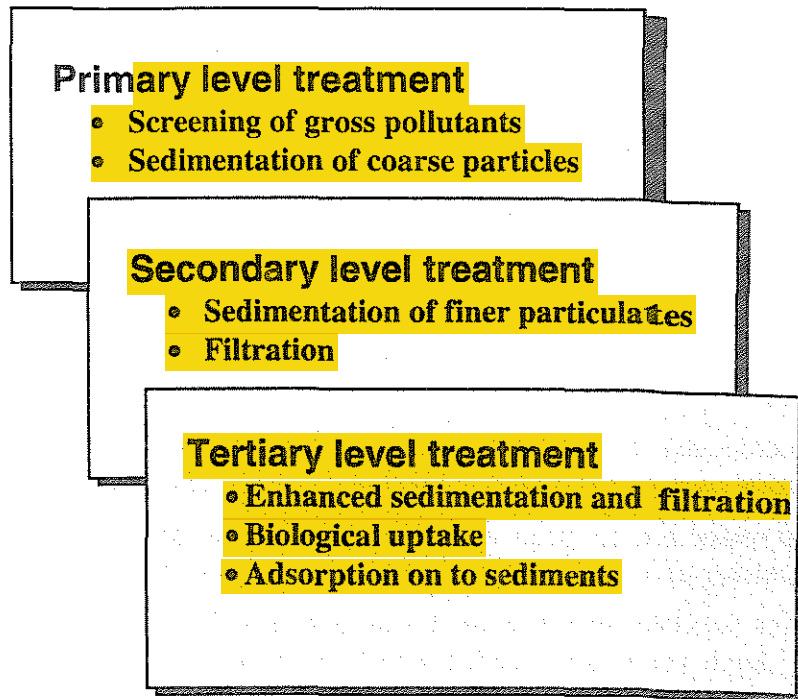 Primary level treatment
• Screening of gross pollutants
• Sedimentation of coarse particles
Secondary level treatment
• Sedimentation of finer particulates
• Filtration
Tertiary level treatment
• Enhanced sedimentation and filtration
• Biological uptake
• Adsorption on to sediments